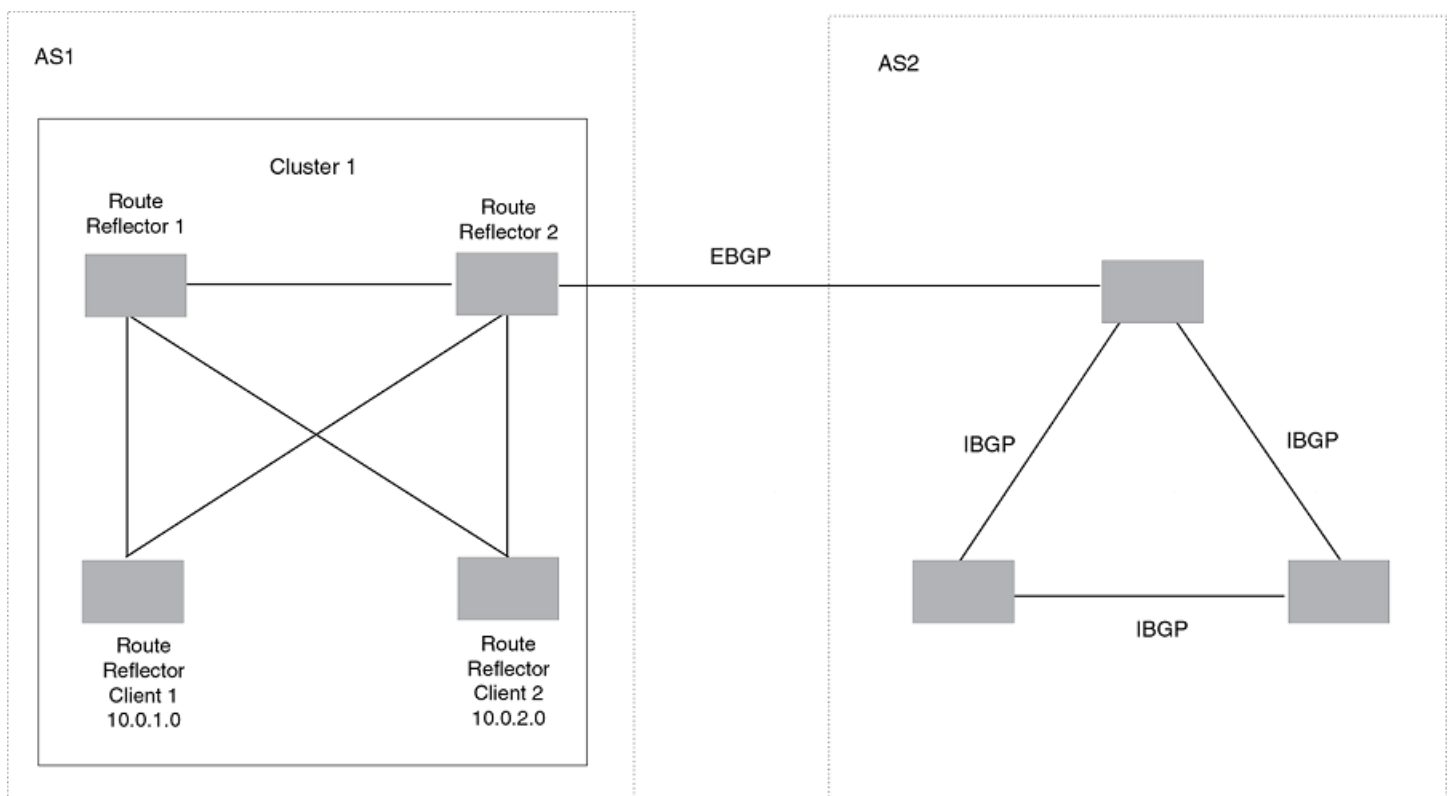 AS1
Cluster 1
Route
Reflector 1
Route
Reflector 2
Route
Reflector
Client 1
10.0.1.0
Route
Reflector
Client 2
10.0.2.0
EBGP
AS2
IBGP
IBGP
IBGP